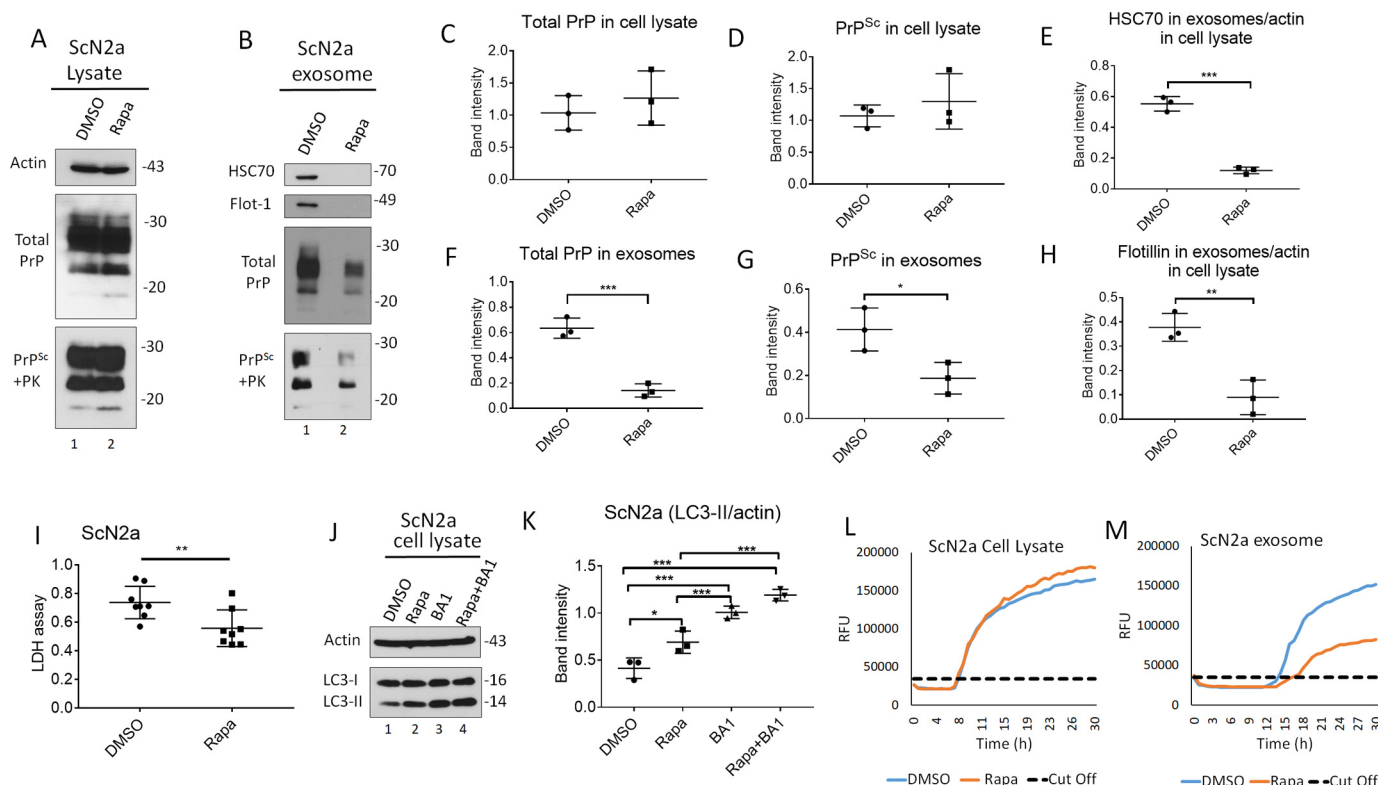 A
ScN2a
Lysate
DMSO
Rapa
Actin
-43
Total
PrP
-30
-20
PrPSc
+PK
-30
-20
1 2
B
ScN2a
exosome
DMSO
Rapa
HSC70
-70
Flot-1
-49
Total
PrP
-30
-20
PrPSc
+PK
-30
-20
1 2
C
Total PrP in cell lysate
Band intensity
2.0
1.5
1.0
0.5
0.0
DMSO
Rapa
D
PrPSc in cell lysate
Band intensity
2.0
1.5
1.0
0.5
0.0
DMSO
Rapa
E
HSC70 in exosomes/actin
in cell lysate
***
Band intensity
0.6
0.4
0.2
0.0
DMSO
Rapa
F
Total PrP in exosomes
***
Band intensity
1.0
0.8
0.6
0.4
0.2
0.0
DMSO
Rapa
G
PrPSc in exosomes
*
Band intensity
0.6
0.4
0.2
0.0
DMSO
Rapa
H
Flotillin in exosomes/actin
in cell lysate
**
Band intensity
0.5
0.4
0.3
0.2
0.1
0.0
DMSO
Rapa
I
ScN2a
**
LDH assay
1.0
0.8
0.6
0.4
0.2
0.0
DMSO
Rapa
J
ScN2a
cell lysate
DMSO
Rapa
BA1
Rapa+BA1
Actin
-43
LC3-I
-16
LC3-II
-14
1 2 3 4
K
ScN2a (LC3-II/actin)
***
***
***
***
*
Band intensity
1.5
1.0
0.5
0.0
DMSO
Rapa
BA1
Rapa+BA1
L
ScN2a Cell Lysate
RFU
200000
150000
100000
50000
0
0 4 8 11 15 19 23 26 30
Time (h)
DMSO Rapa Cut Off
M
ScN2a exosome
RFU
200000
150000
100000
50000
0
0 3 6 9 12 15 18 21 24 27 30
Time (h)
DMSO Rapa Cut Off